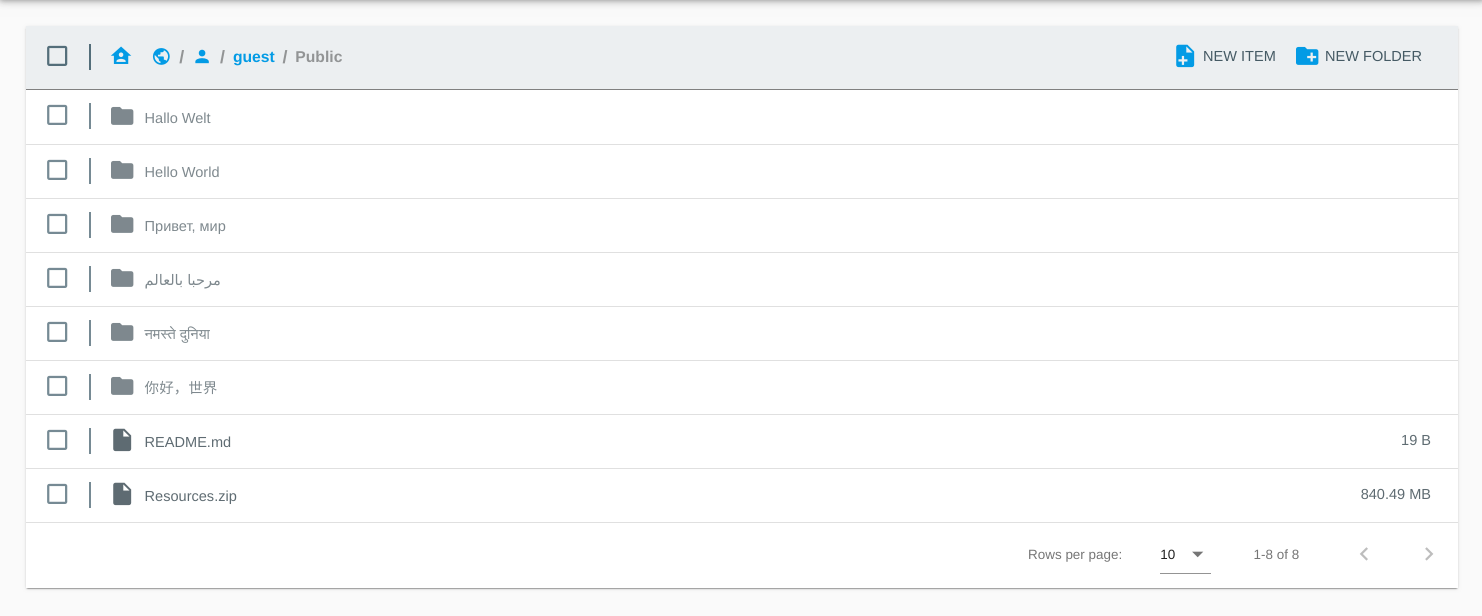 / / guest / Public NEW ITEM NEW FOLDER
Hallo Welt
Hello World
Привет, мир
مرحبا بالعالم
नमस्ते दुनिया
你好，世界
README.md 19 B
Resources.zip 840.49 MB
Rows per page: 10 1-8 of 8